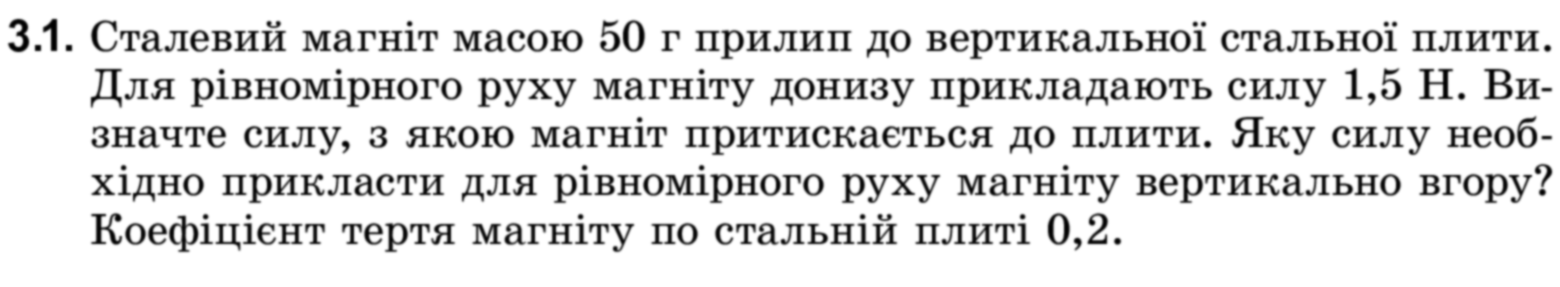 3.1. Сталевий магніт масою 50 г прилип до вертикальної стальної плити.
Для рівномірного руху магніту донизу прикладають силу 1,5 Н. Ви-
значте силу, з якою магніт притискається до плити. Яку силу необ-
хідно прикласти для рівномірного руху магніту вертикально вгору?
Коефіцієнт тертя магніту по стальній плиті 0,2.